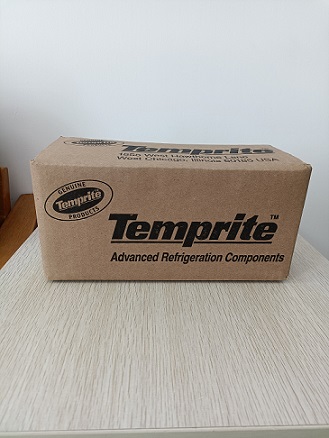 Temprite
1555 West Hawthorne Lane
West Chicago, Illinois 60185 USA
GENUINE
Temprite
PRODUCTS
Temprite™
Advanced Refrigeration Components